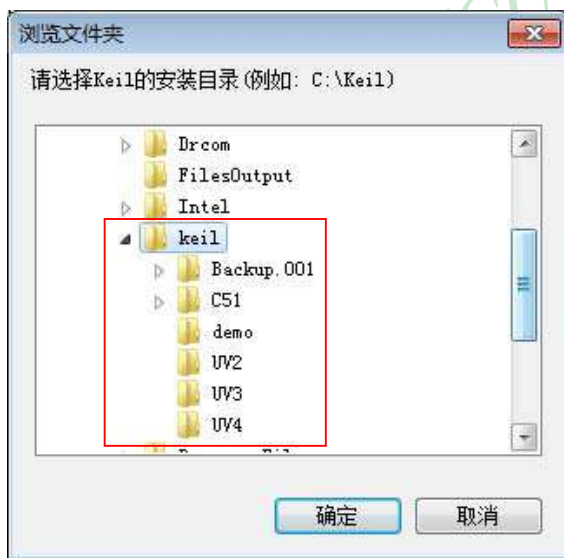 浏览文件夹
请选择Keil的安装目录(例如: C:\Keil)
Drcom
FilesOutput
Intel
keil
Backup.001
C51
demo
UV2
UV3
UV4
确定
取消